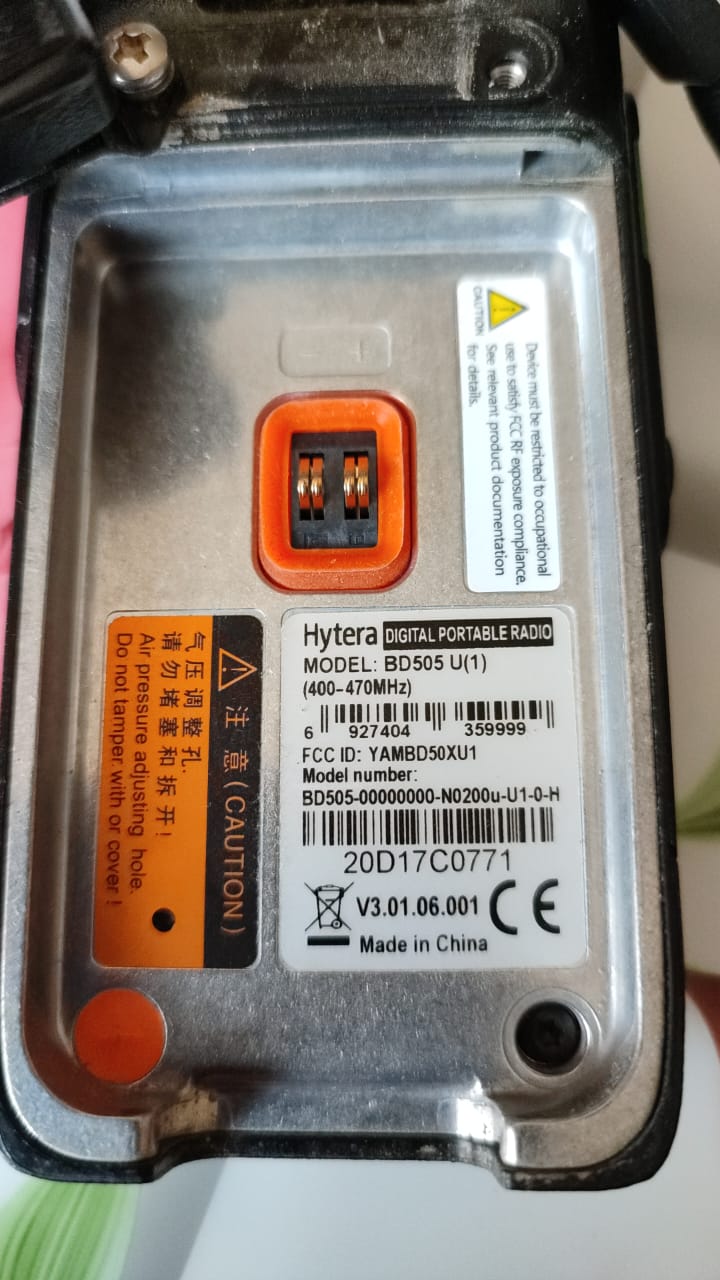 CAUTION
Device must be restricted to occupational
use to satisfy FCC RF exposure compliance.
See relevant product documentation
for details.
Hytera DIGITAL PORTABLE RADIO
MODEL: BD505 U(1)
(400-470MHz)
6 927404 359999
FCC ID: YAMBD50XU1
Model number:
BD505-00000000-N0200u-U1-0-H
20D17C0771
V3.01.06.001 CE
Made in China
注 意 (CAUTION)
气压调整孔.
请勿堵塞和拆开!
Air pressure adjusting hole.
Do not tamper with or cover !